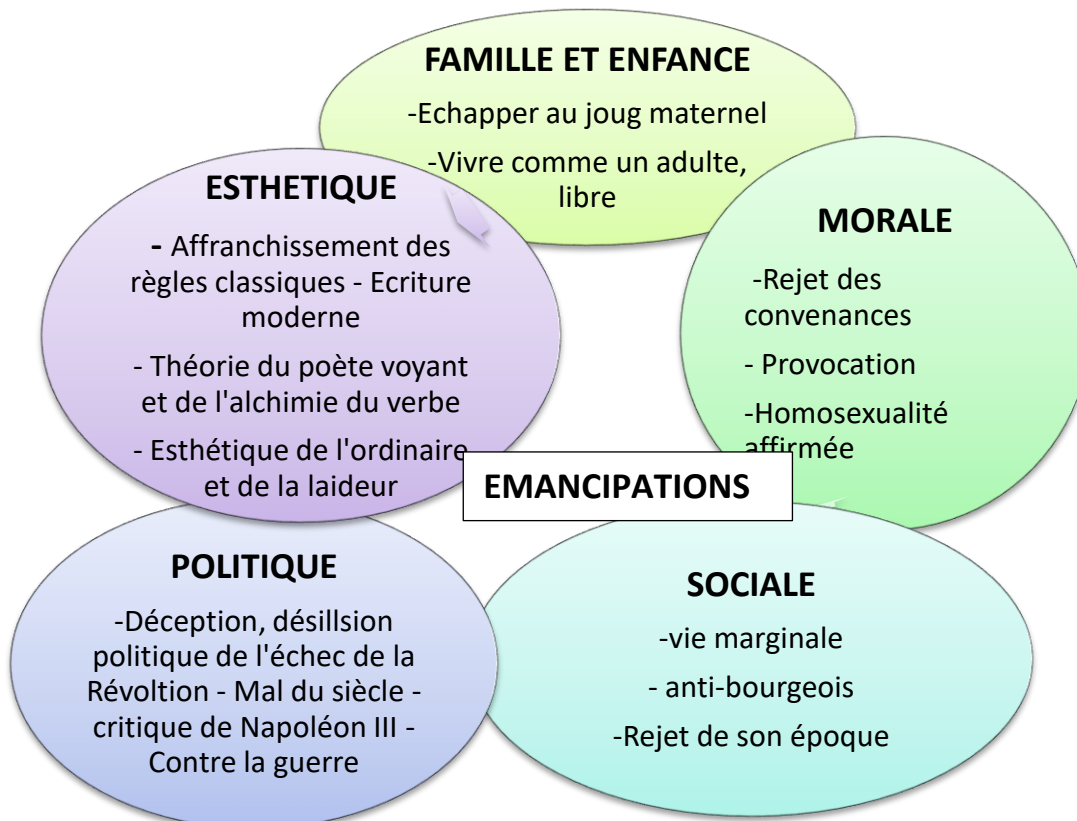 FAMILLE ET ENFANCE
-Echapper au joug maternel
-Vivre comme un adulte,
libre
ESTHETIQUE
- Affranchissement des
règles classiques - Ecriture
moderne
- Théorie du poète voyant
et de l'alchimie du verbe
- Esthétique de l'ordinaire
et de la laideur
MORALE
-Rejet des
convenances
- Provocation
-Homosexualité
affirmée
EMANCIPATIONS
POLITIQUE
-Déception, désillsion
politique de l'échec de la
Révoltion - Mal du siècle -
critique de Napoléon III -
Contre la guerre
SOCIALE
-vie marginale
- anti-bourgeois
-Rejet de son époque